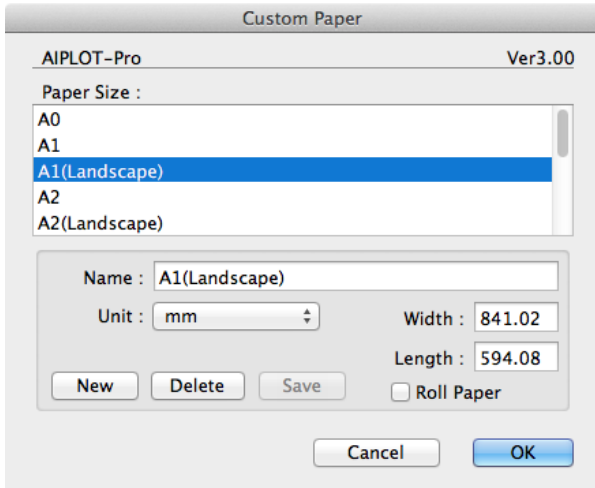 Custom Paper
AIPLOT-Pro Ver3.00
Paper Size :
A0
A1
A1(Landscape)
A2
A2(Landscape)
Name : A1(Landscape)
Unit : mm Width : 841.02
Length : 594.08
New Delete Save Roll Paper
Cancel OK